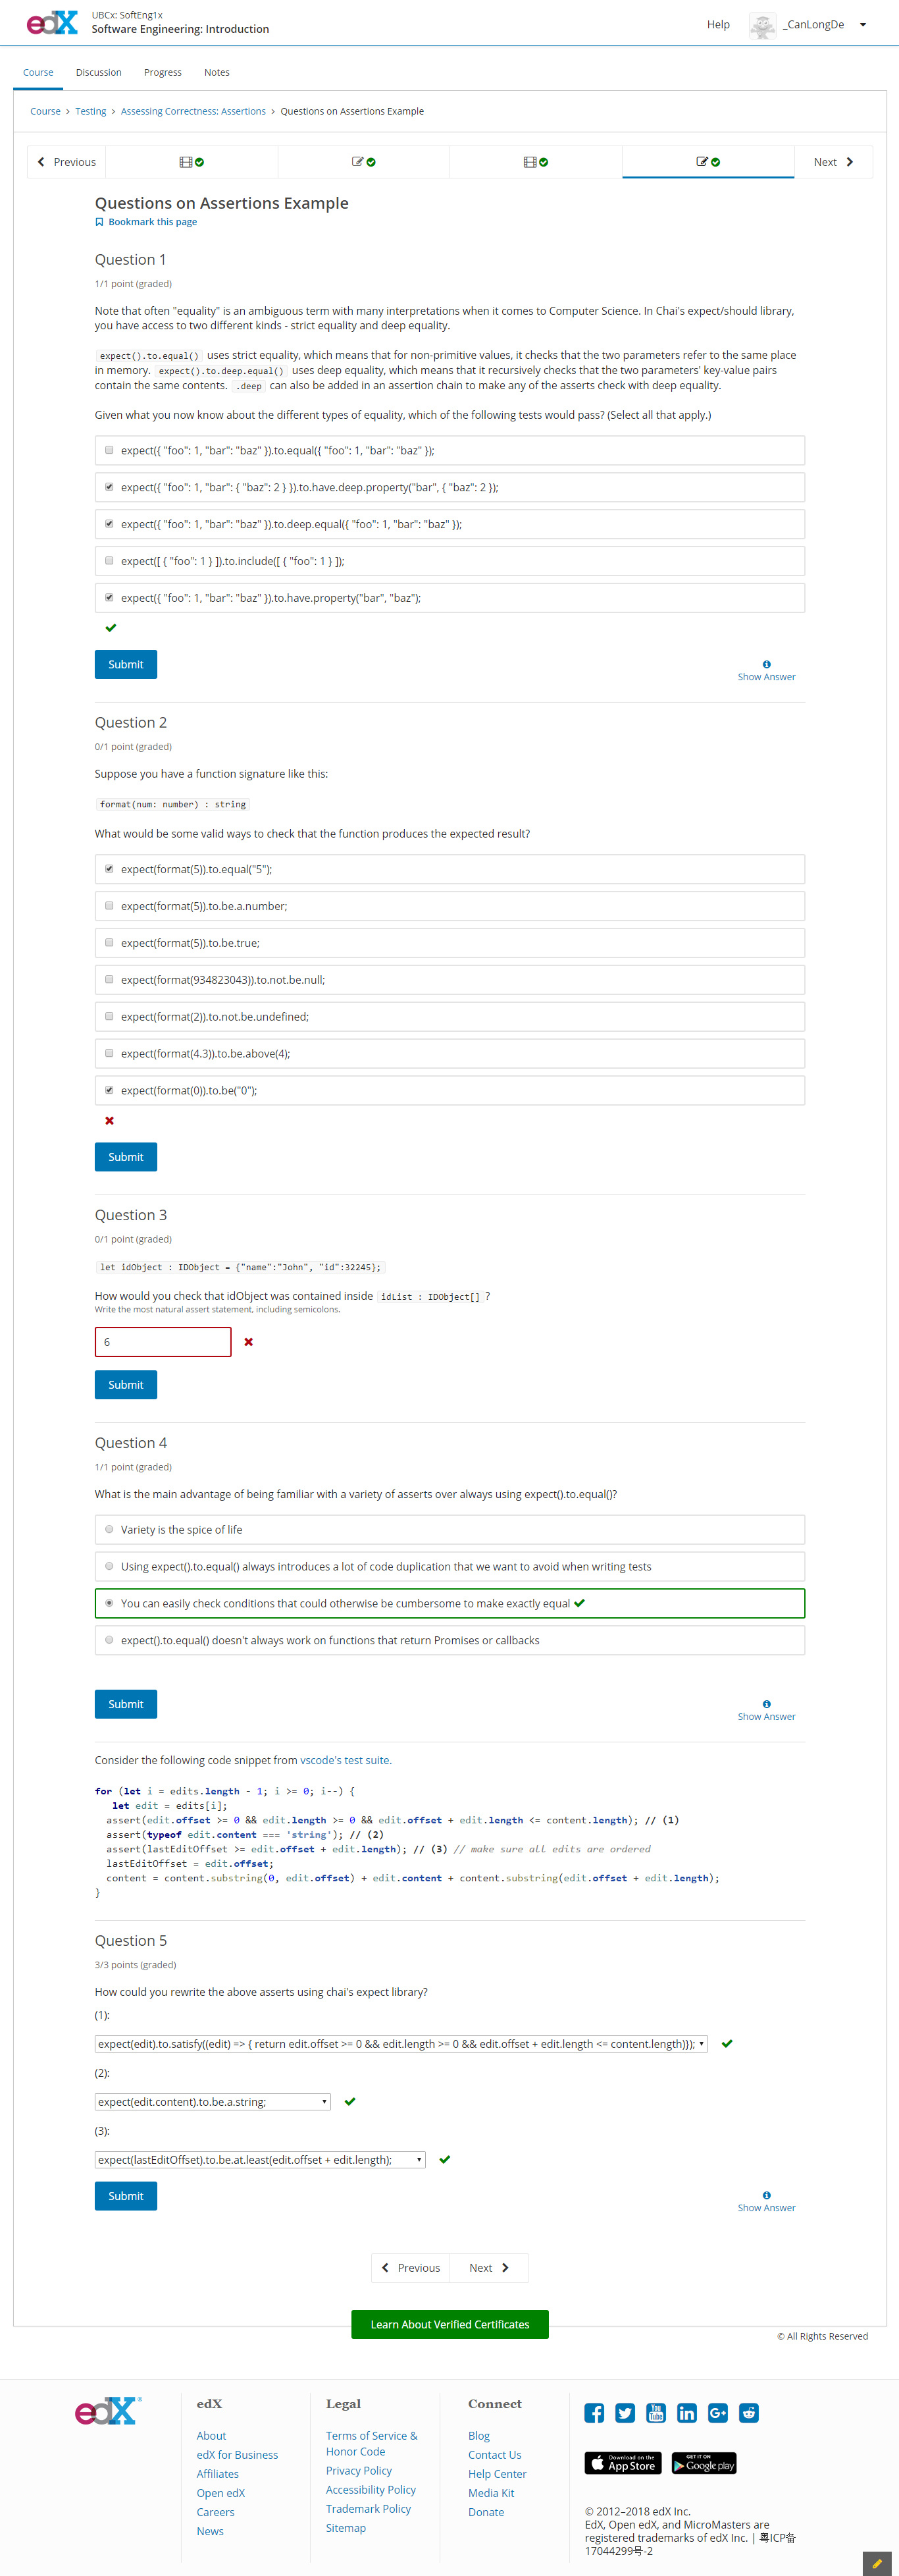 edX
UBCx: SoftEng1x
Software Engineering: Introduction
Help
_CanLongDe
Course
Discussion
Progress
Notes
Course > Testing > Assessing Correctness: Assertions > Questions on Assertions Example
Previous
Next
Questions on Assertions Example
Bookmark this page
Question 1
1/1 point (graded)
Note that often "equality" is an ambiguous term with many interpretations when it comes to Computer Science. In Chai's expect/should library,
you have access to two different kinds - strict equality and deep equality.
expect().to.equal() uses strict equality, which means that for non-primitive values, it checks that the two parameters refer to the same place
in memory. expect().to.deep.equal() uses deep equality, which means that it recursively checks that the two parameters' key-value pairs
contain the same contents. .deep can also be added in an assertion chain to make any of the asserts check with deep equality.
Given what you now know about the different types of equality, which of the following tests would pass? (Select all that apply.)
expect({ "foo": 1, "bar": "baz" }).to.equal({ "foo": 1, "bar": "baz" });
expect({ "foo": 1, "bar": { "baz": 2 } }).to.have.deep.property("bar", { "baz": 2 });
expect({ "foo": 1, "bar": "baz" }).to.deep.equal({ "foo": 1, "bar": "baz" });
expect([ { "foo": 1 } ]).to.include([ { "foo": 1 } ]);
expect({ "foo": 1, "bar": "baz" }).to.have.property("bar", "baz");
Submit
Show Answer
Question 2
0/1 point (graded)
Suppose you have a function signature like this:
format(num: number) : string
What would be some valid ways to check that the function produces the expected result?
expect(format(5)).to.equal("5");
expect(format(5)).to.be.a.number;
expect(format(5)).to.be.true;
expect(format(934823043)).to.not.be.null;
expect(format(2)).to.not.be.undefined;
expect(format(4.3)).to.be.above(4);
expect(format(0)).to.be("0");
Submit
Question 3
0/1 point (graded)
let idObject : IDObject = {"name":"John", "id":32245};
How would you check that idObject was contained inside idList : IDObject[] ?
Write the most natural assert statement, including semicolons.
6
Submit
Question 4
1/1 point (graded)
What is the main advantage of being familiar with a variety of asserts over always using expect().to.equal()?
Variety is the spice of life
Using expect().to.equal() always introduces a lot of code duplication that we want to avoid when writing tests
You can easily check conditions that could otherwise be cumbersome to make exactly equal
expect().to.equal() doesn't always work on functions that return Promises or callbacks
Submit
Show Answer
Consider the following code snippet from vscode's test suite.
for (let i = edits.length - 1; i >= 0; i--) {
let edit = edits[i];
assert(edit.offset >= 0 && edit.length >= 0 && edit.offset + edit.length <= content.length); // (1)
assert(typeof edit.content === 'string'); // (2)
assert(lastEditOffset >= edit.offset + edit.length); // (3) // make sure all edits are ordered
lastEditOffset = edit.offset;
content = content.substring(0, edit.offset) + edit.content + content.substring(edit.offset + edit.length);
}
Question 5
3/3 points (graded)
How could you rewrite the above asserts using chai's expect library?
(1):
expect(edit).to.satisfy((edit) => { return edit.offset >= 0 && edit.length >= 0 && edit.offset + edit.length <= content.length)});
(2):
expect(edit.content).to.be.a.string;
(3):
expect(lastEditOffset).to.be.at.least(edit.offset + edit.length);
Submit
Show Answer
Previous
Next
Learn About Verified Certificates
© All Rights Reserved
edX
edX
About
edX for Business
Affiliates
Open edX
Careers
News
Legal
Terms of Service &
Honor Code
Privacy Policy
Accessibility Policy
Trademark Policy
Sitemap
Connect
Blog
Contact Us
Help Center
Media Kit
Donate
You
Tube
in
G+
Download on the
App Store
GET IT ON
Google play
© 2012–2018 edX Inc.
EdX, Open edX, and MicroMasters are
registered trademarks of edX Inc. | 粤ICP备
17044299号-2